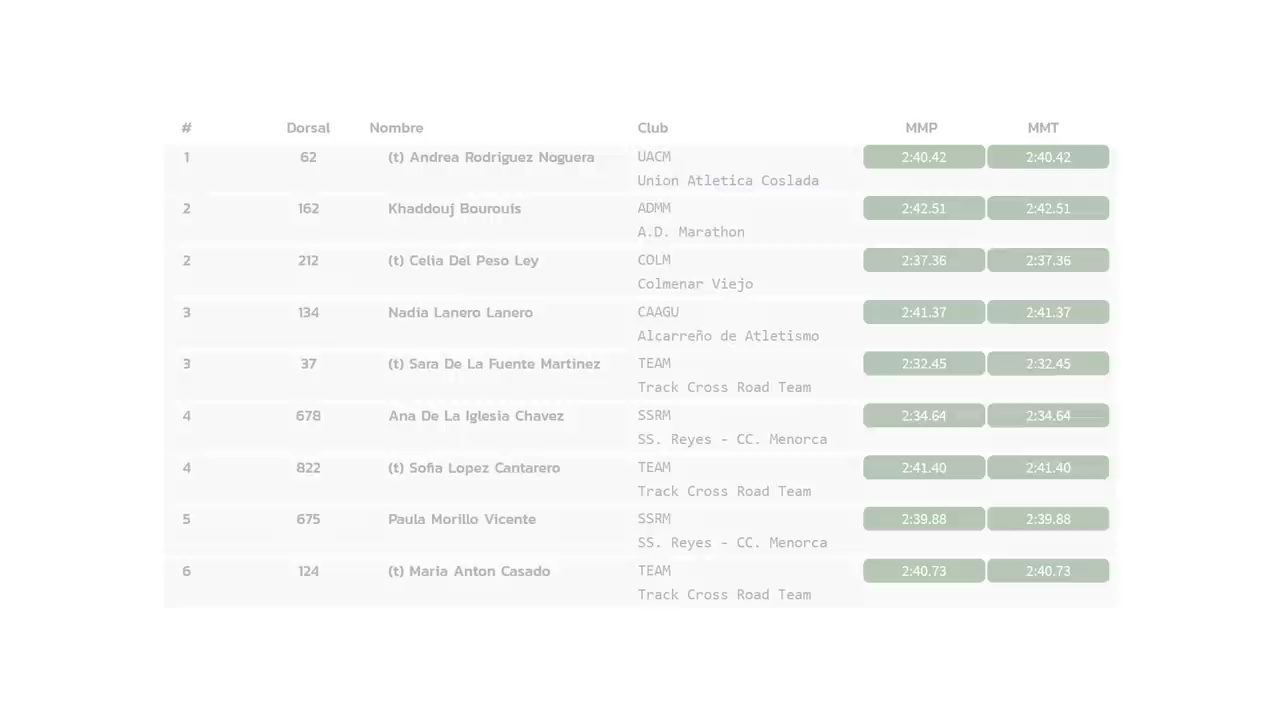 # Dorsal Nombre Club MMP MMT
1 62 (t) Andrea Rodriguez Noguera UACM 2:40.42 2:40.42
Union Atletica Coslada
2 162 Khaddouj Bourouis ADMM 2:42.51 2:42.51
A.D. Marathon
2 212 (t) Celia Del Peso Ley COLM 2:37.36 2:37.36
Colmenar Viejo
3 134 Nadia Lanero Lanero CAAGU 2:41.37 2:41.37
Alcarreño de Atletismo
3 37 (t) Sara De La Fuente Martinez TEAM 2:32.45 2:32.45
Track Cross Road Team
4 678 Ana De La Iglesia Chavez SSRM 2:34.64 2:34.64
SS. Reyes - CC. Menorca
4 822 (t) Sofia Lopez Cantarero TEAM 2:41.40 2:41.40
Track Cross Road Team
5 675 Paula Morillo Vicente SSRM 2:39.88 2:39.88
SS. Reyes - CC. Menorca
6 124 (t) Maria Anton Casado TEAM 2:40.73 2:40.73
Track Cross Road Team